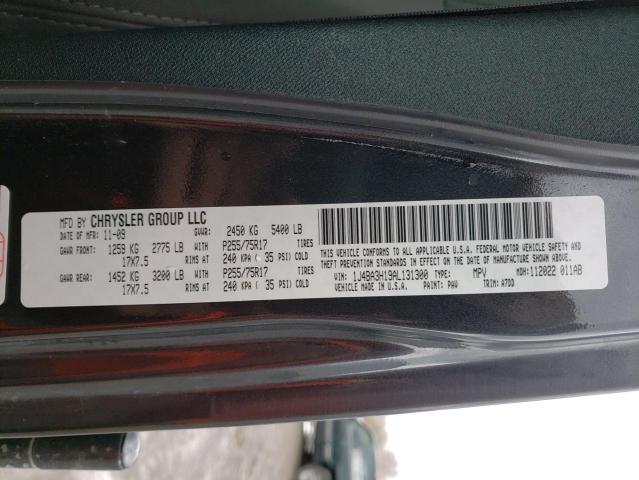 MFD BY CHRYSLER GROUP LLC
DATE OF MFR: 11-09 GVWR: 2450 KG 5400 LB
GAWR FRONT: 1259 KG 2775 LB WITH P255/75R17 TIRES
17X7.5 RIMS AT 240 KPA ( 35 PSI) COLD
GAWR REAR: 1452 KG 3200 LB WITH P255/75R17 TIRES
17X7.5 RIMS AT 240 KPA ( 35 PSI) COLD
THIS VEHICLE CONFORMS TO ALL APPLICABLE U.S.A. FEDERAL MOTOR VEHICLE SAFETY, BUMPER, AND
THEFT PREVENTION STANDARDS IN EFFECT ON THE DATE OF MANUFACTURE SHOWN ABOVE.
VIN: 1J4BA3H19AL131300 TYPE: MPV MDH: 112022 011AB
VEHICLE MADE IN U.S.A. PAINT: PAV TRIM: A7DD